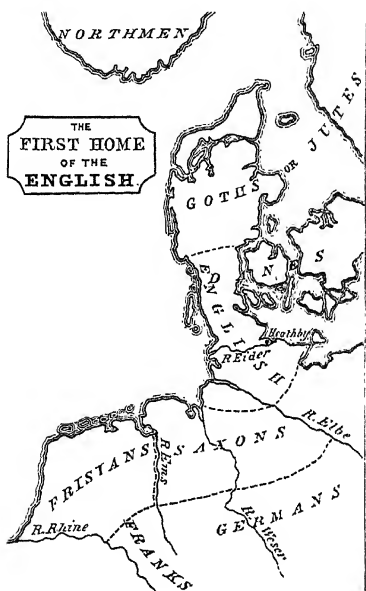 NORTHMEN
THE
FIRST HOME
OF THE
ENGLISH.
GOTHS OR JUTES
D N E S
ENGLISH
Heathby
R.Eider
R.Elbe
FRISIANS
SAXONS
R.Ems
R.Weser
GERMANS
R.Rhine
FRANKS